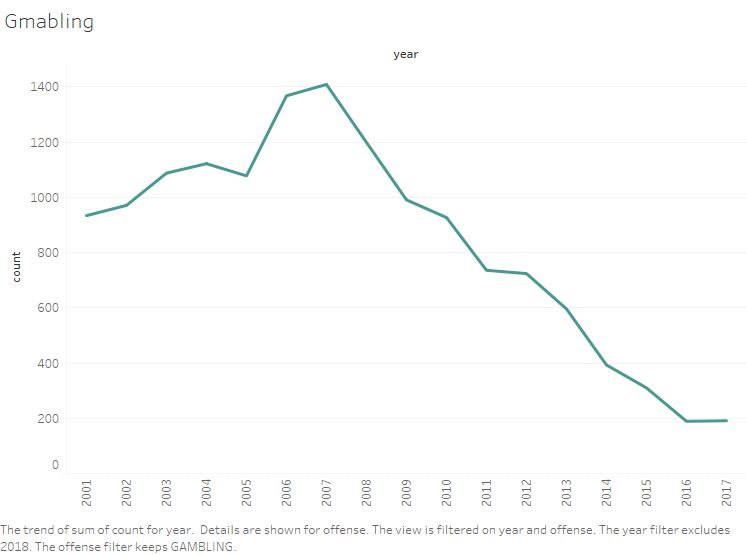 Gmabling
year
1400
1200
1000
800
600
400
200
0
count
2001 2002 2003 2004 2005 2006 2007 2008 2009 2010 2011 2012 2013 2014 2015 2016 2017
The trend of sum of count for year.  Details are shown for offense. The view is filtered on year and offense. The year filter excludes
2018. The offense filter keeps GAMBLING.